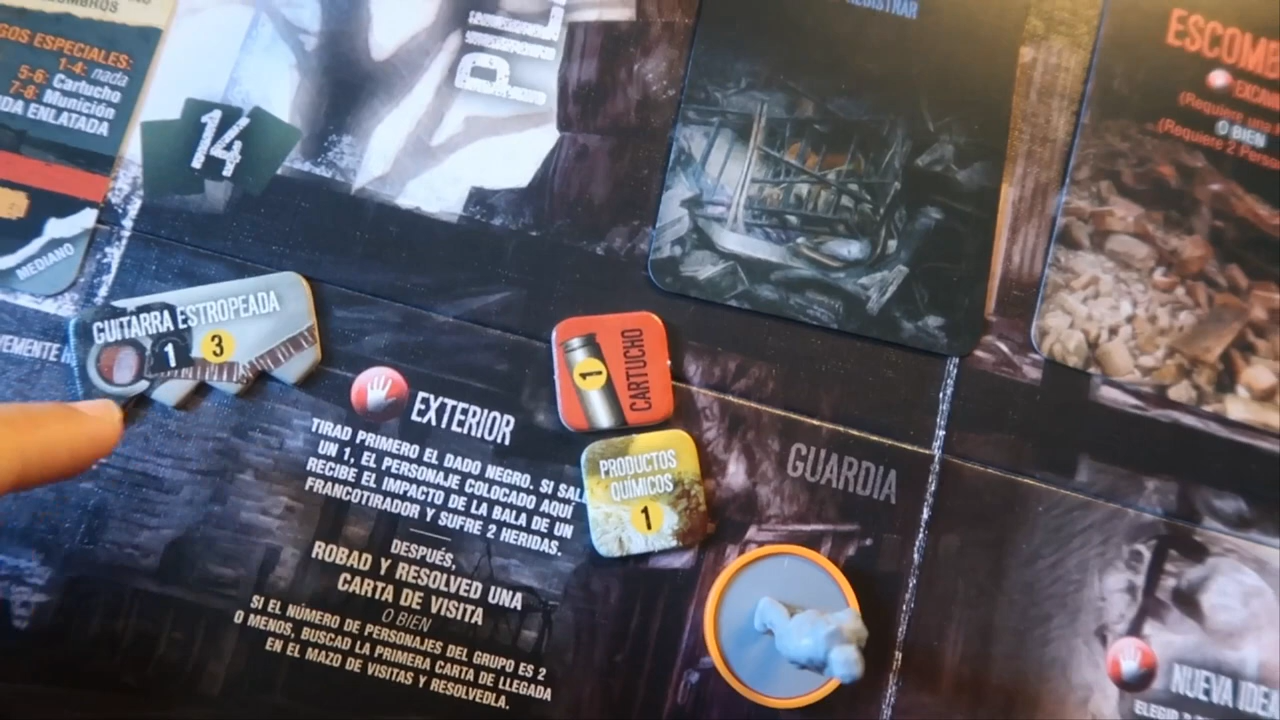 GOS ESPECIALES:
1-4: nada
5-6: Cartucho
7-8: Munición
DA ENLATADA
MEDIANO
14
REGISTRAR
(Requiere una
O BIEN
(Requiere 2
GUITARRA ESTROPEADA
1 3
EXTERIOR
TIRAD PRIMERO EL DADO NEGRO. SI SAL
UN 1, EL PERSONAJE COLOCADO AQUÍ
RECIBE EL IMPACTO DE LA BALA DE UN
FRANCOTIRADOR Y SUFRE 2 HERIDAS.
DESPUÉS,
ROBAD Y RESOLVED UNA
CARTA DE VISITA
O BIEN
SI EL NÚMERO DE PERSONAJES DEL GRUPO ES 2
O MENOS, BUSCAD LA PRIMERA CARTA DE LLEGADA
EN EL MAZO DE VISITAS Y RESOLVEDLA.
1
CARTUCHO
PRODUCTOS
QUÍMICOS
1
GUARDIA
NUEVA IDEA